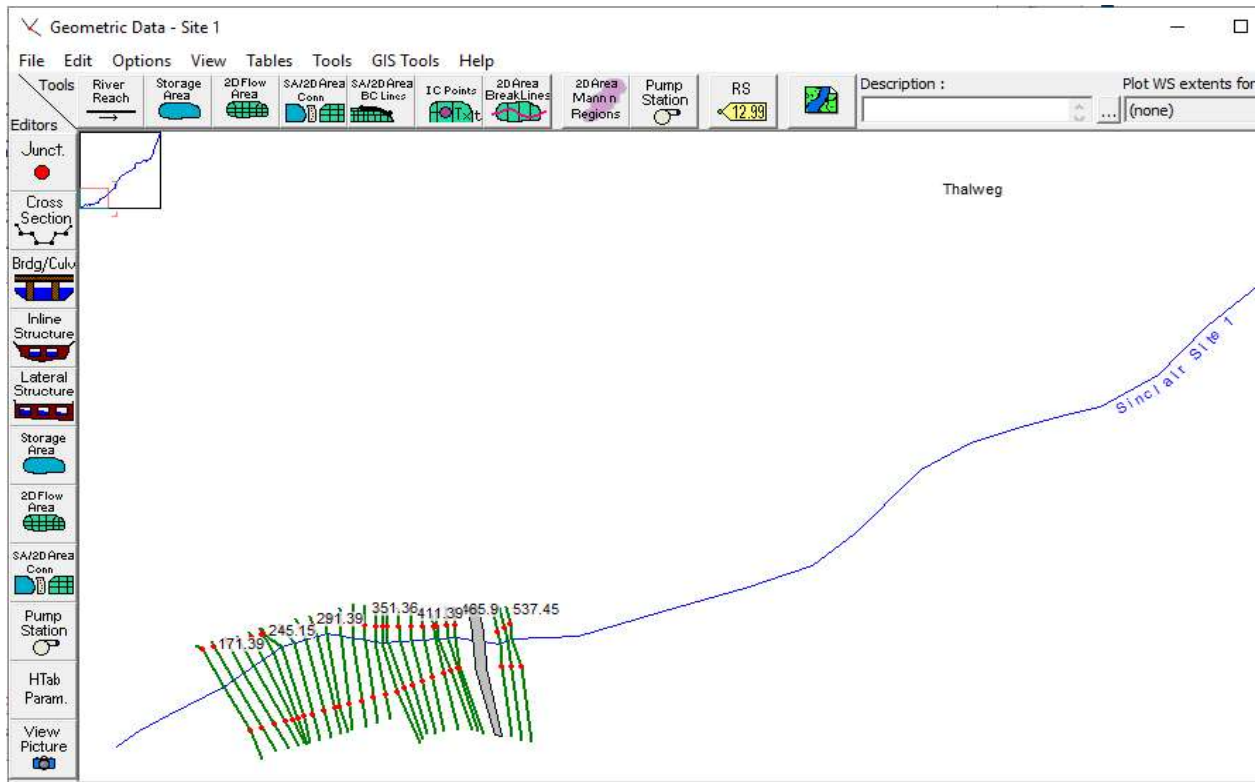 Geometric Data - Site 1
File Edit Options View Tables Tools GIS Tools Help
Tools
Editors
River
Reach
Storage
Area
2D Flow
Area
SA/2D Area
Conn
SA/2D Area
BC Lines
IC Points
2D Area
BreakLines
2D Area
Mann n
Regions
Pump
Station
RS
12.99
Description :
...
Plot WS extents for
(none)
Junct.
Cross
Section
Brdg/Culv
Inline
Structure
Lateral
Structure
Storage
Area
2D Flow
Area
SA/2D Area
Conn
Pump
Station
HTab
Param.
View
Picture
Thalweg
Sinclair Site 1
171.39
245.15
291.39
351.36
411.39
465.9
537.45